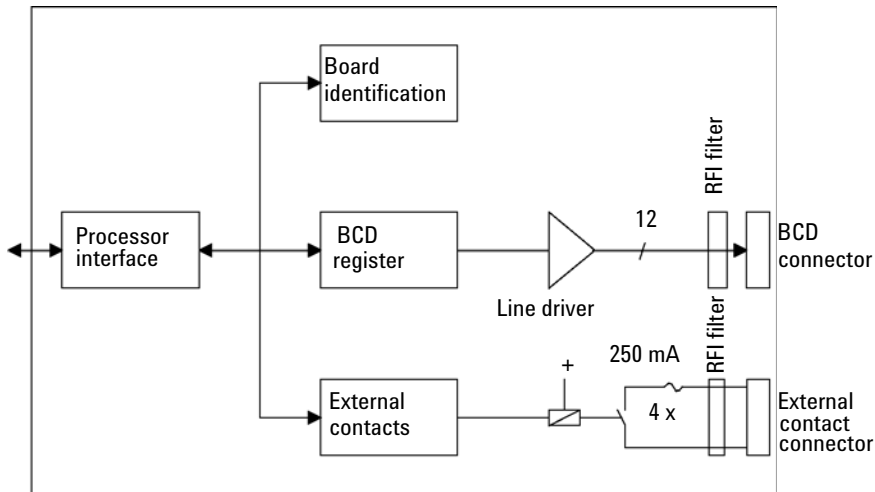 Board
identification
RFI filter
Processor
interface
BCD
register
12
BCD
connector
Line driver
RFI filter
250 mA
+
External
contacts
4 x
External
contact
connector